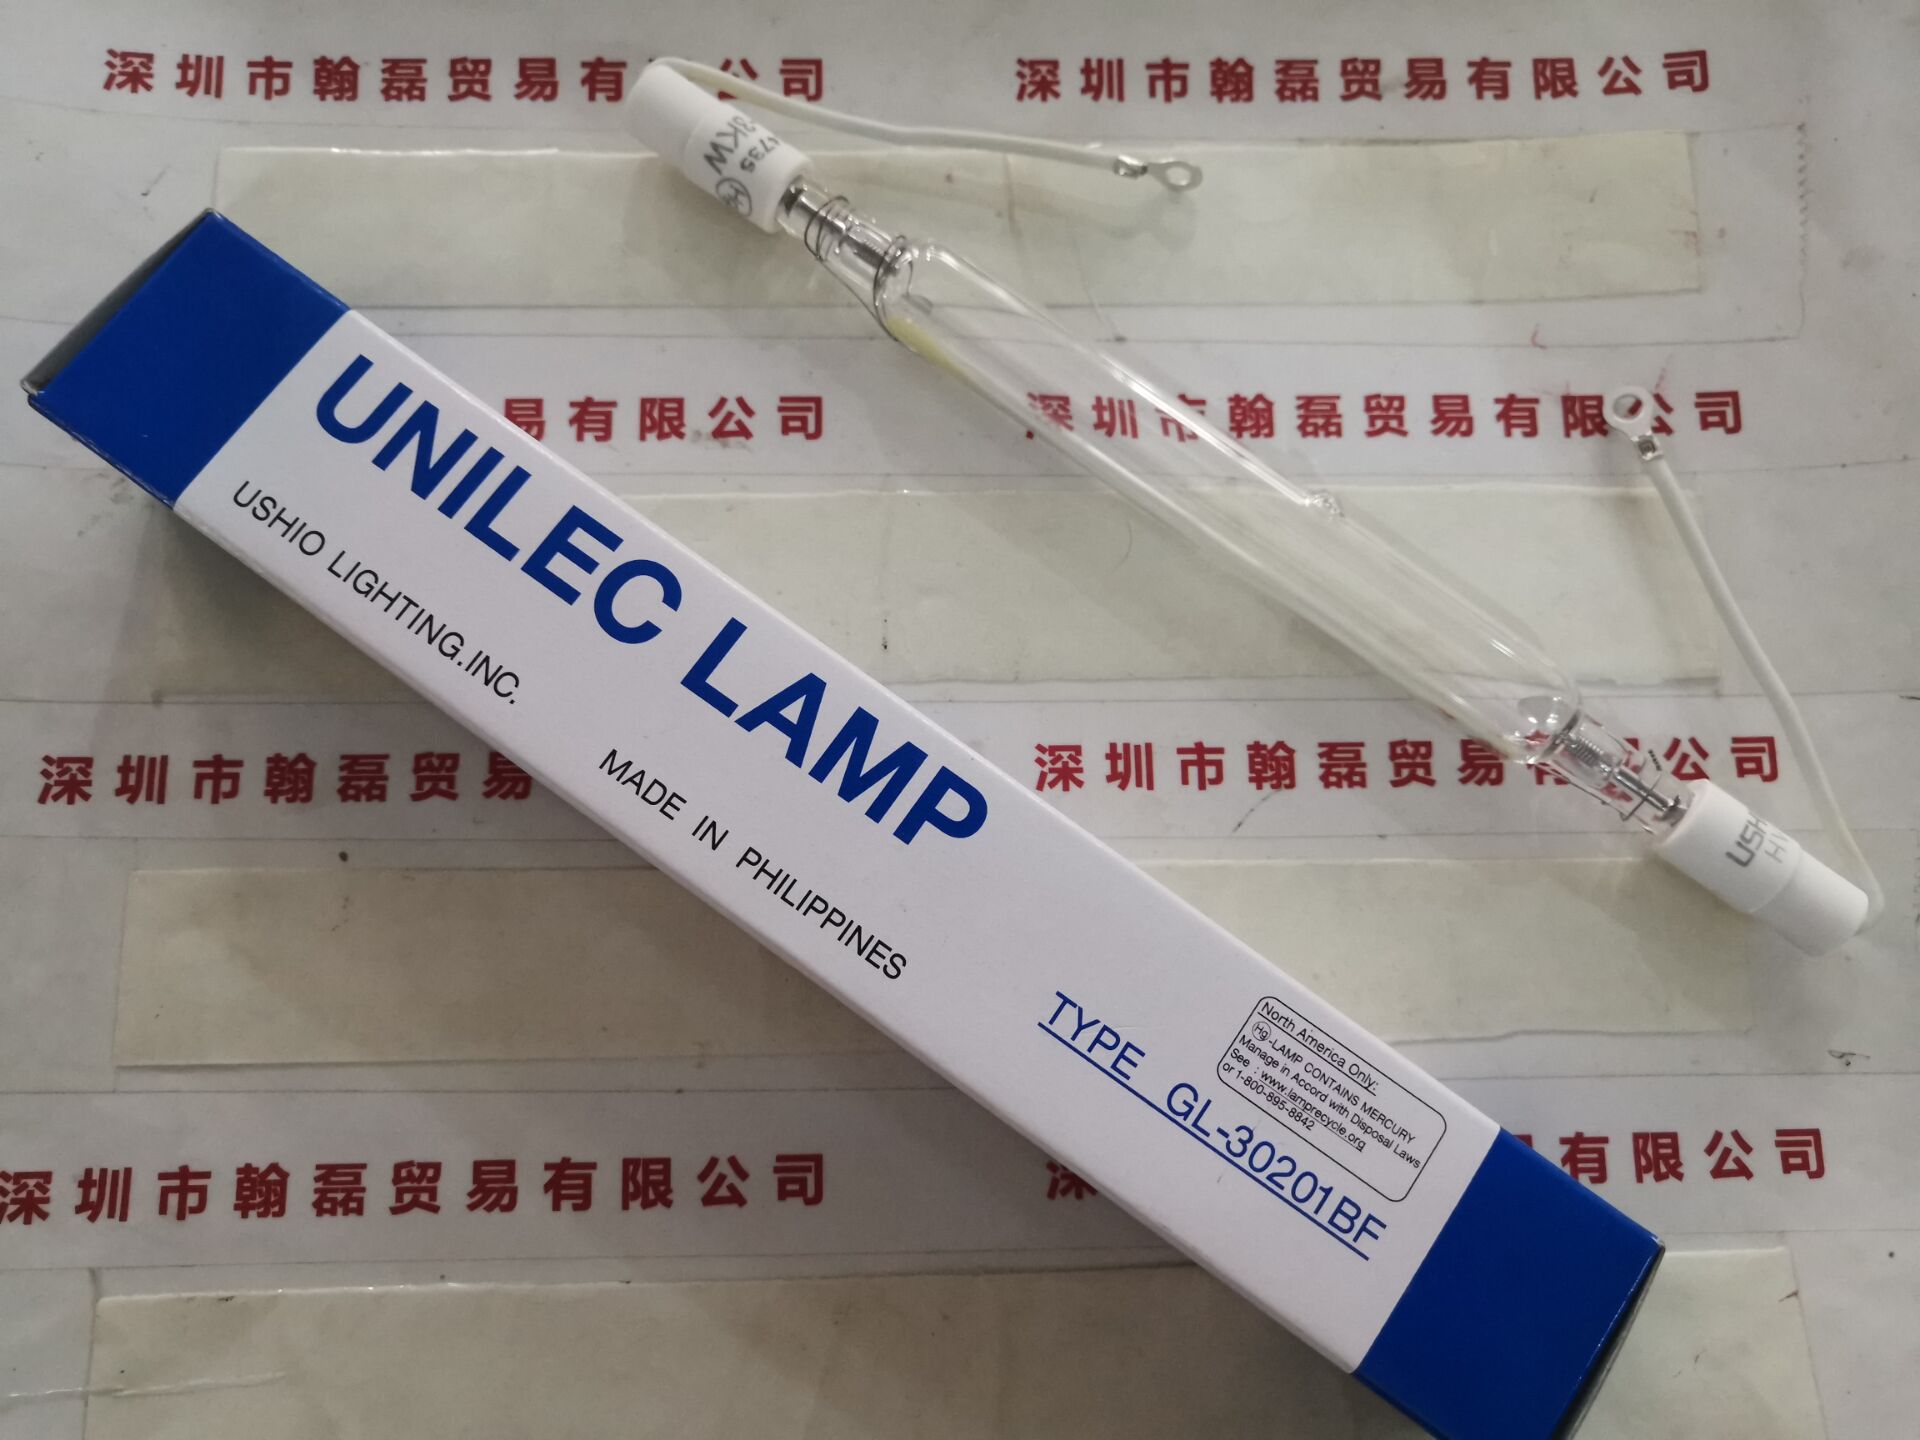 深圳市翰磊贸易有 公司
深圳市翰磊贸易有限公司
3KW
Hg
易有限公司
深圳市翰磊贸易有限公司
UNILEC LAMP
USHIO LIGHTING.INC.
MADE IN PHILIPPINES
TYPE GL-30201BF
North America Only:
Hg-LAMP CONTAINS MERCURY
Manage in Accord with Disposal Laws
See : www.lamprecycle.org
or 1-800-895-8842
深圳市翰磊贸易
深圳市翰磊贸易有限公司
深圳市翰磊贸易有限公司
深 有限公司